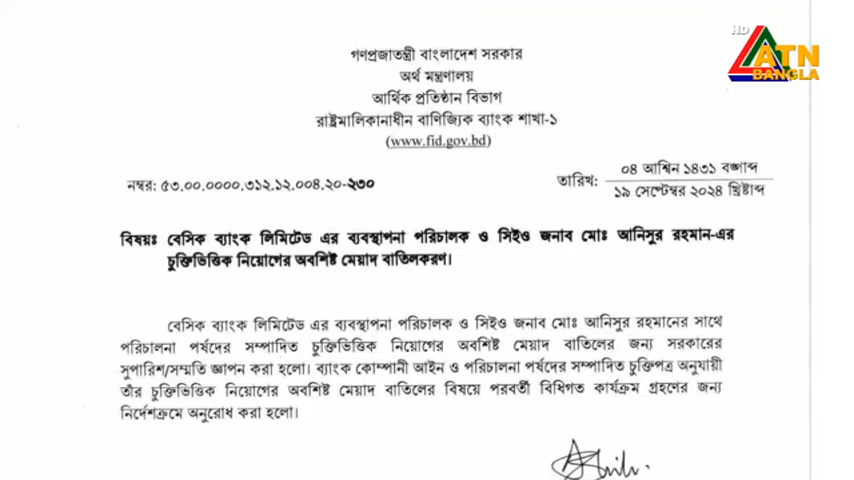 HD
ATN
BANGLA
গণপ্রজাতন্ত্রী বাংলাদেশ সরকার
অর্থ মন্ত্রণালয়
আর্থিক প্রতিষ্ঠান বিভাগ
রাষ্ট্রমালিকানাধীন বাণিজ্যিক ব্যাংক শাখা-১
(www.fid.gov.bd)
নম্বর: ৫৩.০০.০০০০.৩১২.১২.০০৪.২০-২৩০
তারিখ: ০৪ আশ্বিন ১৪৩১ বঙ্গাব্দ
১৯ সেপ্টেম্বর ২০২৪ খ্রিষ্টাব্দ
বিষয়ঃ বেসিক ব্যাংক লিমিটেড এর ব্যবস্থাপনা পরিচালক ও সিইও জনাব মোঃ আনিসুর রহমান-এর
চুক্তিভিত্তিক নিয়োগের অবশিষ্ট মেয়াদ বাতিলকরণ।
বেসিক ব্যাংক লিমিটেড এর ব্যবস্থাপনা পরিচালক ও সিইও জনাব মোঃ আনিসুর রহমানের সাথে
পরিচালনা পর্ষদের সম্পাদিত চুক্তিভিত্তিক নিয়োগের অবশিষ্ট মেয়াদ বাতিলের জন্য সরকারের
সুপারিশ/সম্মতি জ্ঞাপন করা হলো। ব্যাংক কোম্পানী আইন ও পরিচালনা পর্ষদের সম্পাদিত চুক্তিপত্র অনুযায়ী
তাঁর চুক্তিভিত্তিক নিয়োগের অবশিষ্ট মেয়াদ বাতিলের বিষয়ে পরবর্তী বিধিগত কার্যক্রম গ্রহণের জন্য
নির্দেশক্রমে অনুরোধ করা হলো।